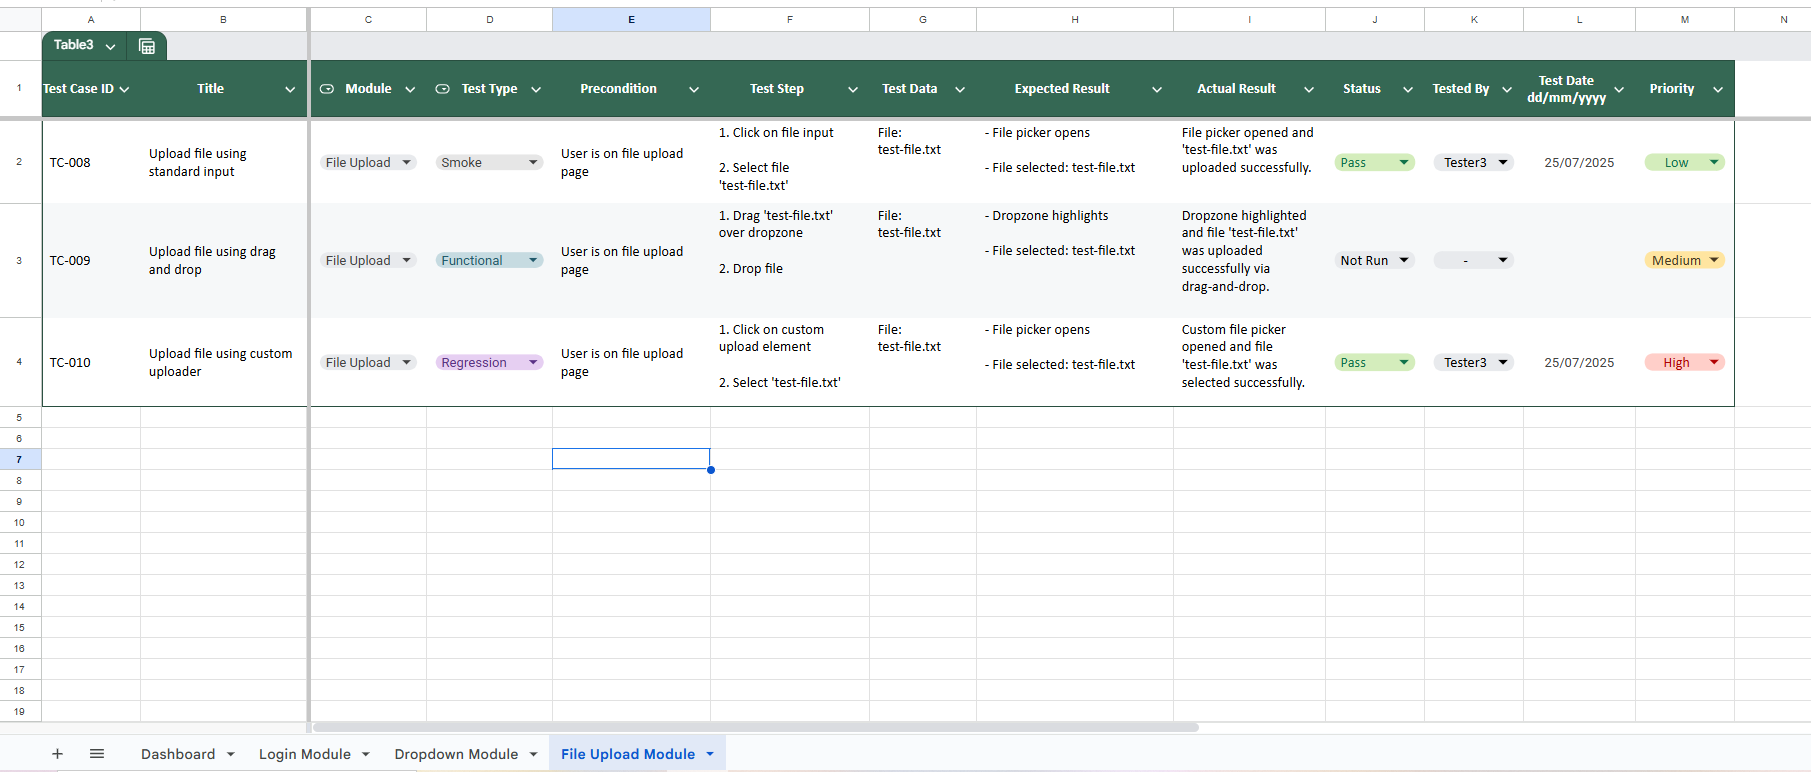 A B C D E F G H I J K L M N
Table3
1 Test Case ID Title Module Test Type Precondition Test Step Test Data Expected Result Actual Result Status Tested By Test Date Priority
dd/mm/yyyy
2
TC-008
Upload file using
standard input
File Upload
Smoke
User is on file upload
page
1. Click on file input
2. Select file
'test-file.txt'
File:
test-file.txt
- File picker opens
- File selected: test-file.txt
File picker opened and
'test-file.txt' was
uploaded successfully.
Pass
Tester3
25/07/2025
Low
3
TC-009
Upload file using drag
and drop
File Upload
Functional
User is on file upload
page
1. Drag 'test-file.txt'
over dropzone
2. Drop file
File:
test-file.txt
- Dropzone highlights
- File selected: test-file.txt
Dropzone highlighted
and file 'test-file.txt'
was uploaded
successfully via
drag-and-drop.
Not Run
-
Medium
4
TC-010
Upload file using custom
uploader
File Upload
Regression
User is on file upload
page
1. Click on custom
upload element
2. Select 'test-file.txt'
File:
test-file.txt
- File picker opens
- File selected: test-file.txt
Custom file picker
opened and file
'test-file.txt' was
selected successfully.
Pass
Tester3
25/07/2025
High
5
6
7
8
9
10
11
12
13
14
15
16
17
18
19
+ Dashboard Login Module Dropdown Module File Upload Module